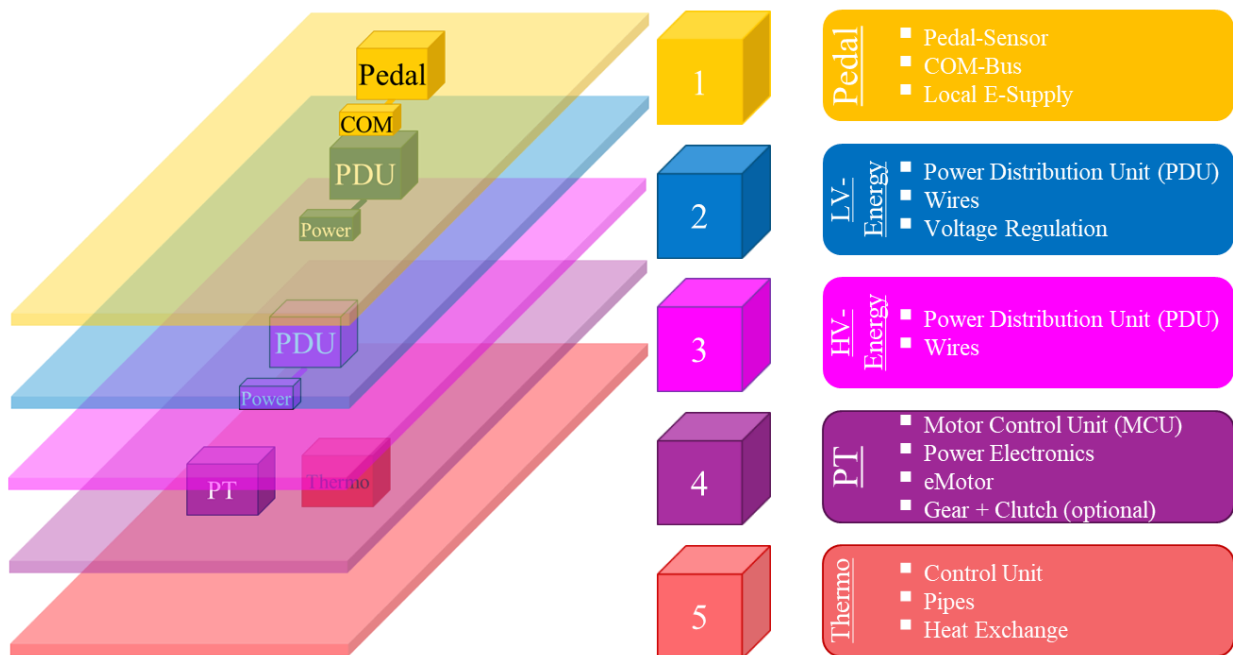 Pedal
COM
PDU
Power
PDU
Power
PT
Thermo
1
Pedal
▪ Pedal-Sensor
▪ COM-Bus
▪ Local E-Supply
2
LV-
Energy
▪ Power Distribution Unit (PDU)
▪ Wires
▪ Voltage Regulation
3
HV-
Energy
▪ Power Distribution Unit (PDU)
▪ Wires
4
PT
▪ Motor Control Unit (MCU)
▪ Power Electronics
▪ eMotor
▪ Gear + Clutch (optional)
5
Thermo
▪ Control Unit
▪ Pipes
▪ Heat Exchange